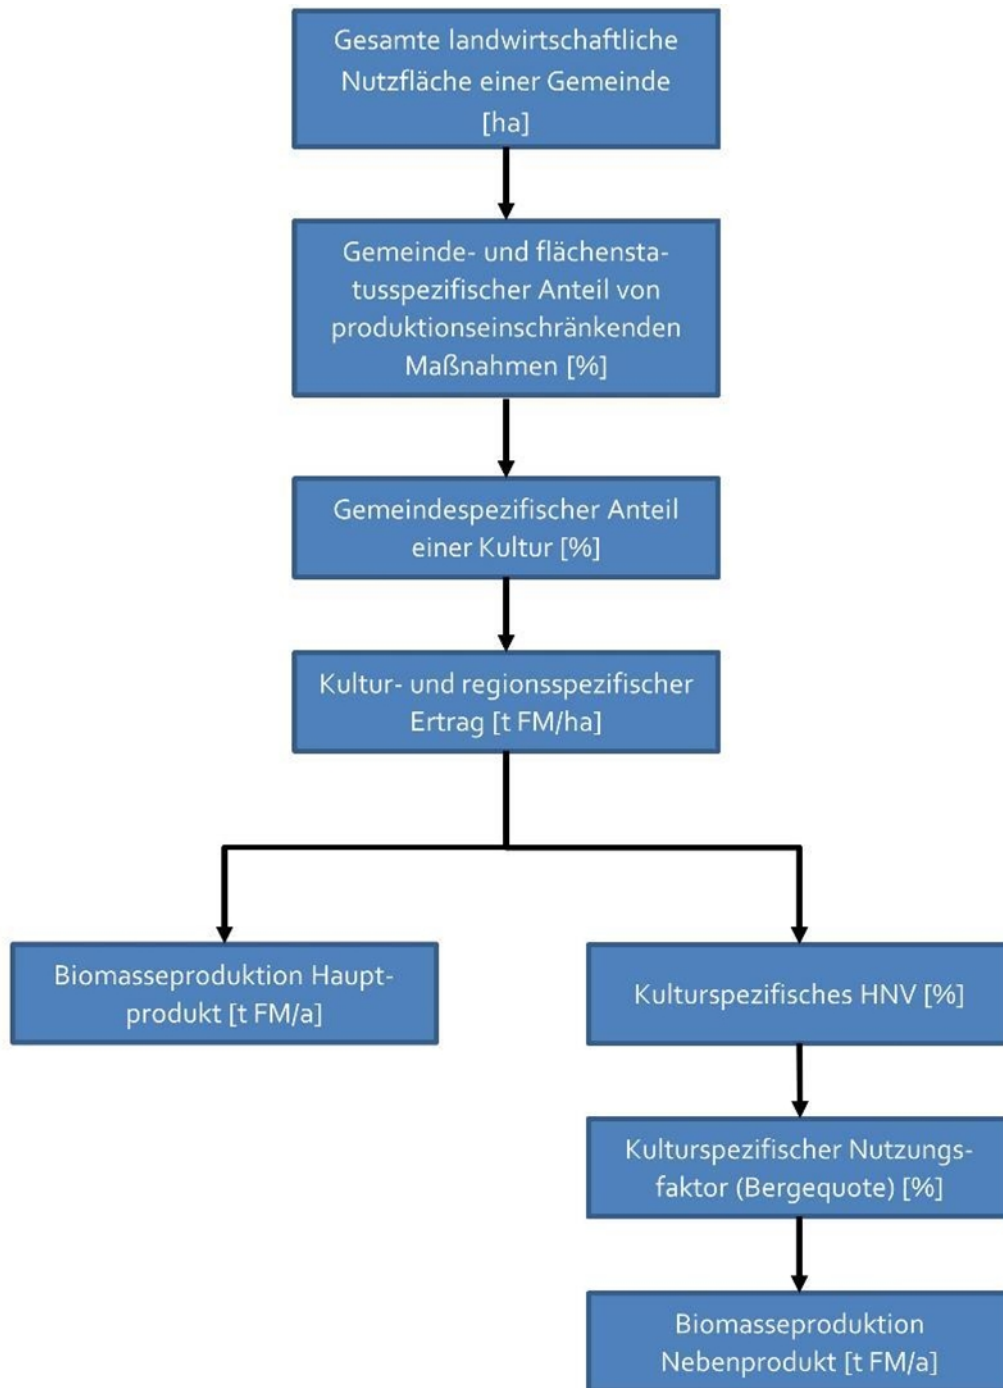 Gesamte landwirtschaftliche
Nutzfläche einer Gemeinde
[ha]
Gemeinde- und flächensta-
tusspezifischer Anteil von
produktionseinschränkenden
Maßnahmen [%]
Gemeindespezifischer Anteil
einer Kultur [%]
Kultur- und regionsspezifischer
Ertrag [t FM/ha]
Biomasseproduktion Haupt-
produkt [t FM/a]
Kulturspezifisches HNV [%]
Kulturspezifischer Nutzungs-
faktor (Bergequote) [%]
Biomasseproduktion
Nebenprodukt [t FM/a]